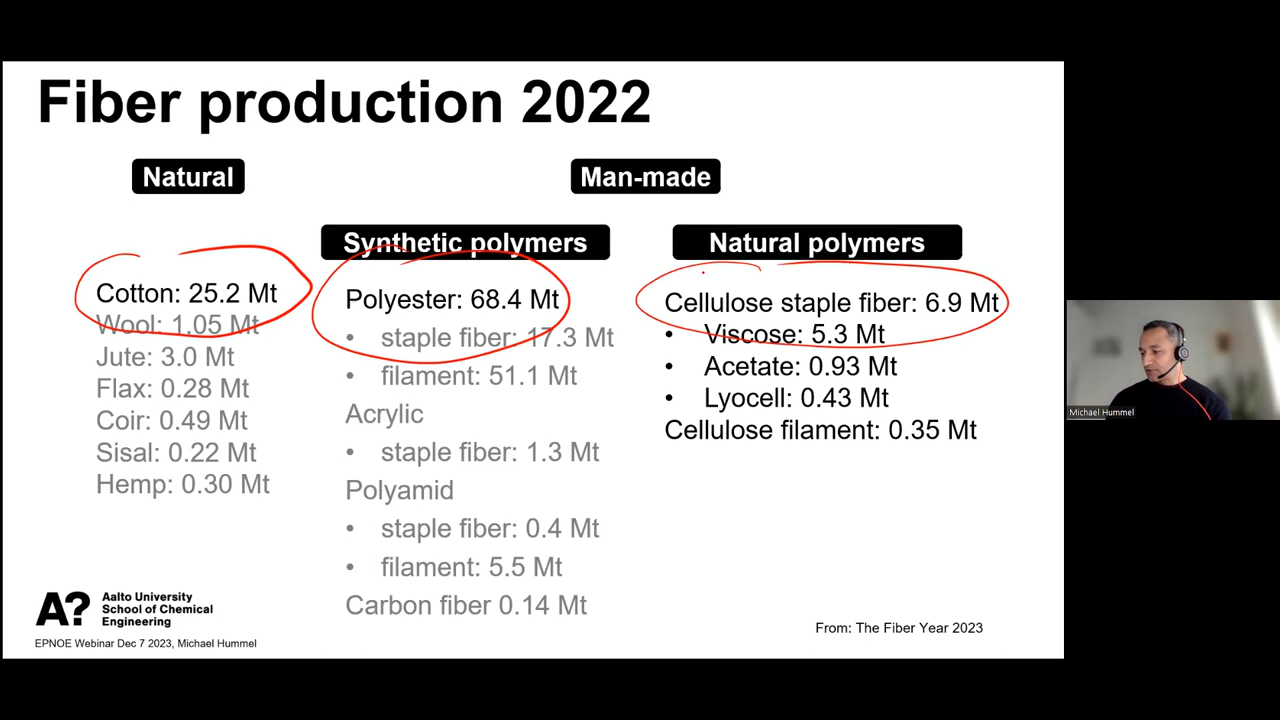 Fiber production 2022
Natural
Man-made
Synthetic polymers
Natural polymers
Cotton: 25.2 Mt
Wool: 1.05 Mt
Jute: 3.0 Mt
Flax: 0.28 Mt
Coir: 0.49 Mt
Sisal: 0.22 Mt
Hemp: 0.30 Mt
Polyester: 68.4 Mt
• staple fiber: 17.3 Mt
• filament: 51.1 Mt
Acrylic
• staple fiber: 1.3 Mt
Polyamid
• staple fiber: 0.4 Mt
• filament: 5.5 Mt
Carbon fiber 0.14 Mt
Cellulose staple fiber: 6.9 Mt
• Viscose: 5.3 Mt
• Acetate: 0.93 Mt
• Lyocell: 0.43 Mt
Cellulose filament: 0.35 Mt
A?
Aalto University
School of Chemical
Engineering
EPNOE Webinar Dec 7 2023, Michael Hummel
From: The Fiber Year 2023
Michael Hummel